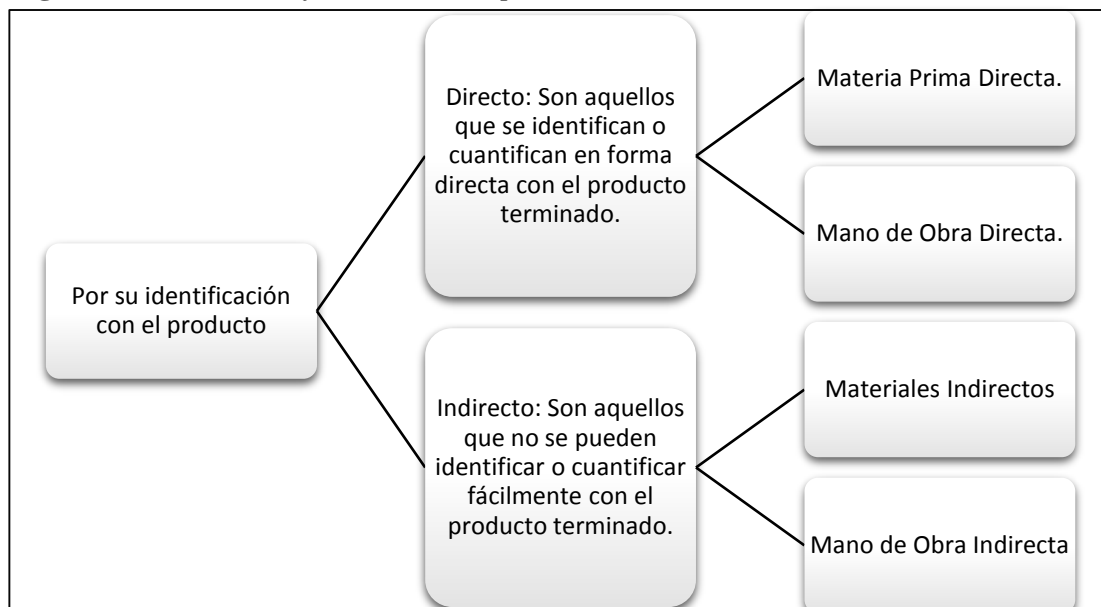 Por su identificación
con el producto
Directo: Son aquellos
que se identifican o
cuantifican en forma
directa con el producto
terminado.
Materia Prima Directa.
Mano de Obra Directa.
Indirecto: Son aquellos
que no se pueden
identificar o cuantificar
fácilmente con el
producto terminado.
Materiales Indirectos
Mano de Obra Indirecta